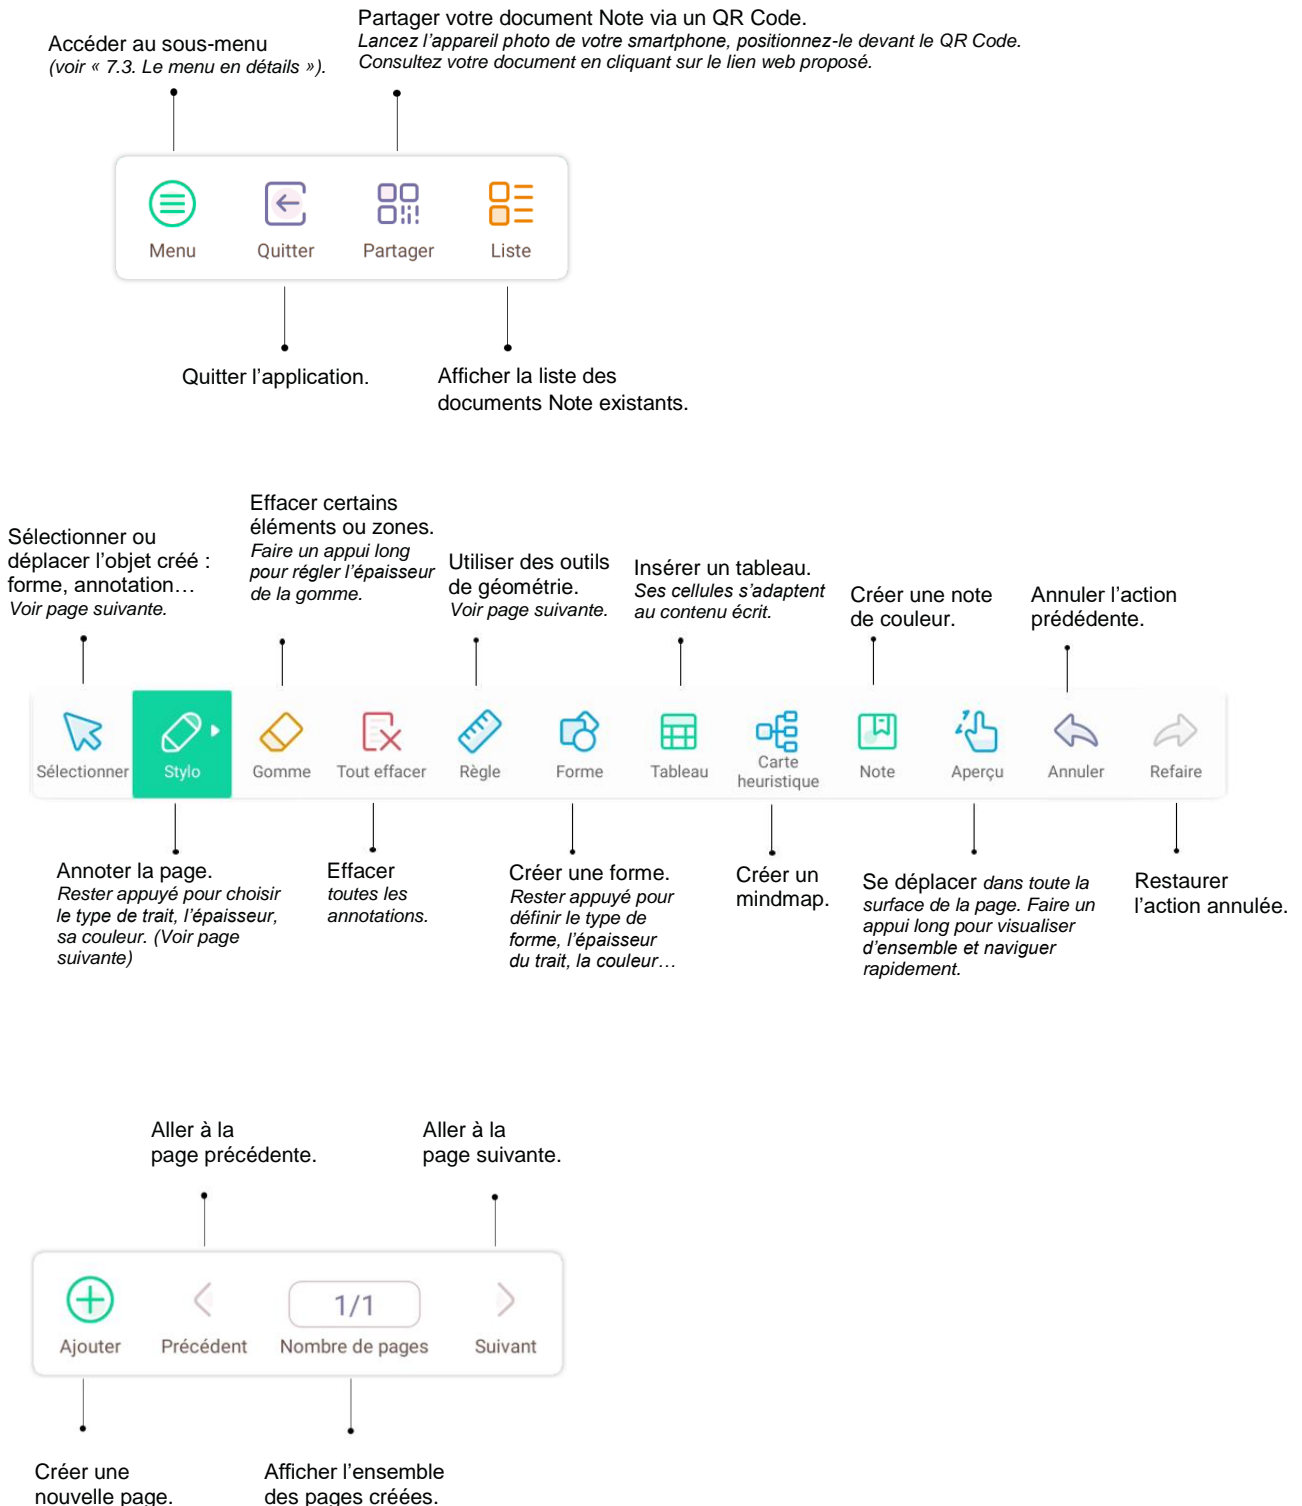 Partager votre document Note via un QR Code.
Lancez l’appareil photo de votre smartphone, positionnez-le devant le QR Code.
Consultez votre document en cliquant sur le lien web proposé.
Accéder au sous-menu
(voir « 7.3. Le menu en détails »).
Menu
Quitter
Partager
Liste
Quitter l’application.
Afficher la liste des
documents Note existants.
Sélectionner ou
déplacer l’objet créé :
forme, annotation…
Voir page suivante.
Effacer certains
éléments ou zones.
Faire un appui long
pour régler l’épaisseur
de la gomme.
Utiliser des outils
de géométrie.
Voir page suivante.
Insérer un tableau.
Ses cellules s’adaptent
au contenu écrit.
Créer une note
de couleur.
Annuler l’action
prédédente.
Sélectionner
Stylo
Gomme
Tout effacer
Règle
Forme
Tableau
Carte
heuristique
Note
Aperçu
Annuler
Refaire
Annoter la page.
Rester appuyé pour choisir
le type de trait, l’épaisseur,
sa couleur. (Voir page
suivante)
Effacer
toutes les
annotations.
Créer une forme.
Rester appuyé pour
définir le type de
forme, l’épaisseur
du trait, la couleur…
Créer un
mindmap.
Se déplacer dans toute la
surface de la page. Faire un
appui long pour visualiser
d’ensemble et naviguer
rapidement.
Restaurer
l’action annulée.
Aller à la
page précédente.
Aller à la
page suivante.
Ajouter
Précédent
1/1
Nombre de pages
Suivant
Créer une
nouvelle page.
Afficher l’ensemble
des pages créées.